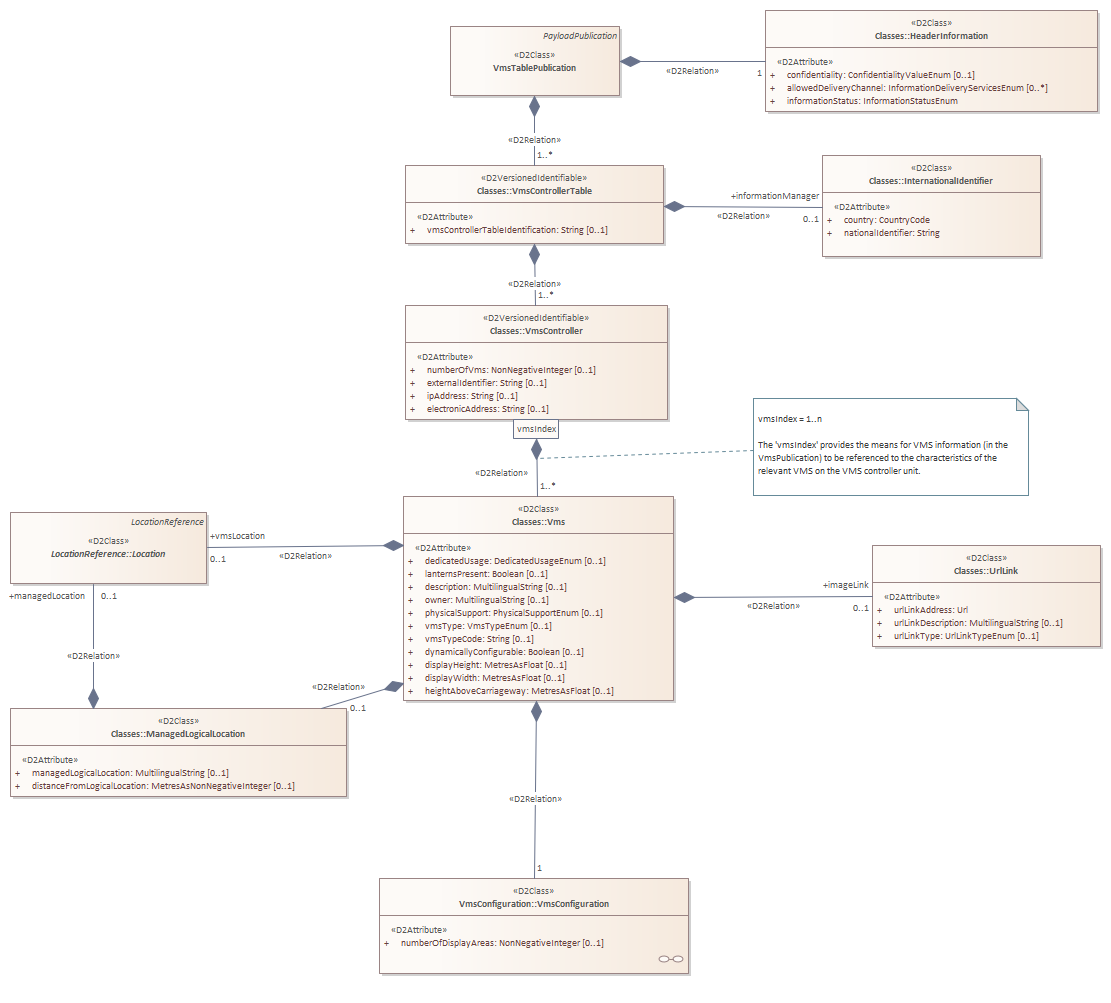 PayloadPublication
«D2Class»
VmsTablePublication
«D2Relation»
1
«D2Class»
Classes::HeaderInformation
«D2Attribute»
+ confidentiality: ConfidentialityValueEnum [0..1]
+ allowedDeliveryChannel: InformationDeliveryServicesEnum [0..*]
+ informationStatus: InformationStatusEnum
«D2Relation»
1..*
«D2VersionedIdentifiable»
Classes::VmsControllerTable
«D2Attribute»
+ vmsControllerTableIdentification: String [0..1]
+informationManager
«D2Relation»
0..1
«D2Class»
Classes::InternationalIdentifier
«D2Attribute»
+ country: CountryCode
+ nationalIdentifier: String
«D2Relation»
1..*
«D2VersionedIdentifiable»
Classes::VmsController
«D2Attribute»
+ numberOfVms: NonNegativeInteger [0..1]
+ externalIdentifier: String [0..1]
+ ipAddress: String [0..1]
+ electronicAddress: String [0..1]
vmsIndex
«D2Relation»
1..*
vmsIndex = 1..n
The 'vmsIndex' provides the means for VMS information (in the
VmsPublication) to be referenced to the characteristics of the
relevant VMS on the VMS controller unit.
LocationReference
«D2Class»
LocationReference::Location
+vmsLocation
0..1
«D2Relation»
«D2Class»
Classes::Vms
«D2Attribute»
+ dedicatedUsage: DedicatedUsageEnum [0..1]
+ lanternsPresent: Boolean [0..1]
+ description: MultilingualString [0..1]
+ owner: MultilingualString [0..1]
+ physicalSupport: PhysicalSupportEnum [0..1]
+ vmsType: VmsTypeEnum [0..1]
+ vmsTypeCode: String [0..1]
+ dynamicallyConfigurable: Boolean [0..1]
+ displayHeight: MetresAsFloat [0..1]
+ displayWidth: MetresAsFloat [0..1]
+ heightAboveCarriageway: MetresAsFloat [0..1]
+imageLink
«D2Relation»
0..1
«D2Class»
Classes::UrlLink
«D2Attribute»
+ urlLinkAddress: Url
+ urlLinkDescription: MultilingualString [0..1]
+ urlLinkType: UrlLinkTypeEnum [0..1]
+managedLocation
0..1
«D2Relation»
«D2Relation»
0..1
«D2Class»
Classes::ManagedLogicalLocation
«D2Attribute»
+ managedLogicalLocation: MultilingualString [0..1]
+ distanceFromLogicalLocation: MetresAsNonNegativeInteger [0..1]
«D2Relation»
1
«D2Class»
VmsConfiguration::VmsConfiguration
«D2Attribute»
+ numberOfDisplayAreas: NonNegativeInteger [0..1]